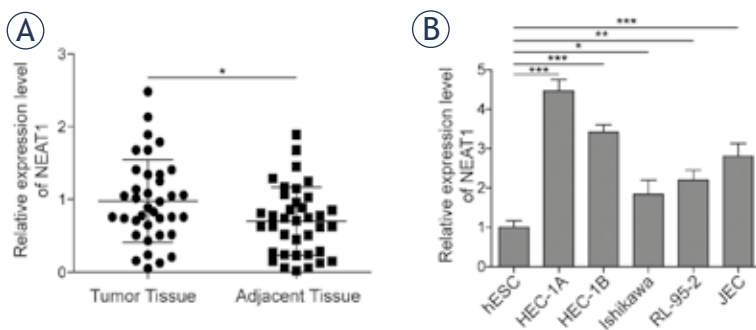 A
Relative expression level
of NEAT1
3
2
1
0
*
Tumor Tissue
Adjacent Tissue
B
Relative expression level
of NEAT1
5
4
3
2
1
0
***
**
*
***
***
hESC
HEC-1A
HEC-1B
Ishikawa
RL-95-2
JEC